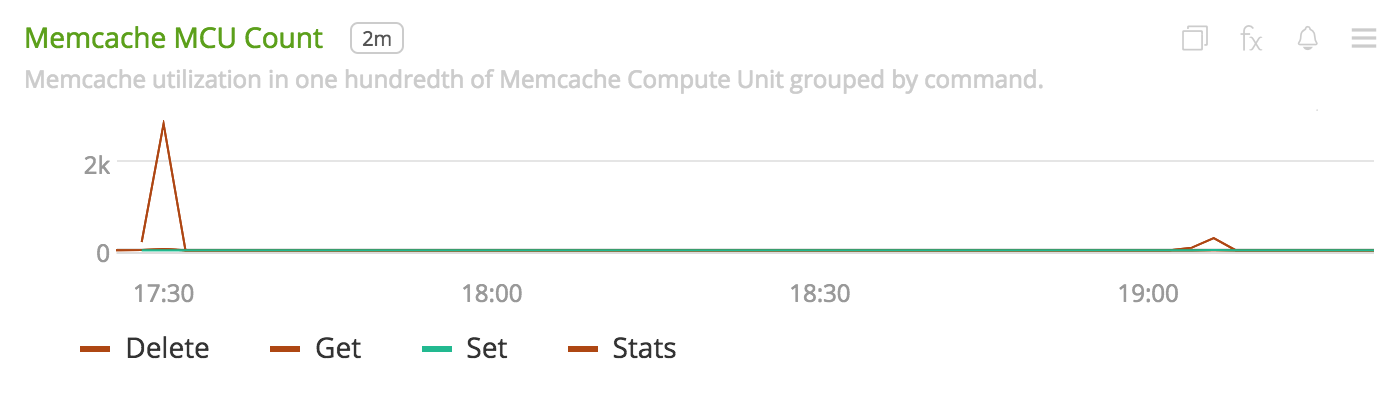 Memcache MCU Count 2m fx
Memcache utilization in one hundredth of Memcache Compute Unit grouped by command.
2k
0
17:30 18:00 18:30 19:00
Delete Get Set Stats